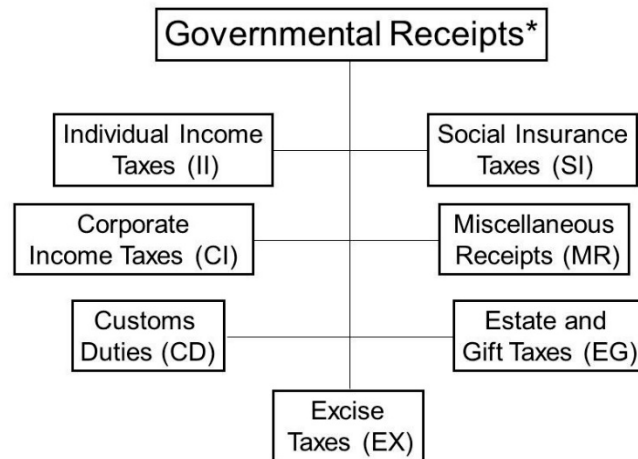 Governmental Receipts*
Individual Income
Taxes (II)
Social Insurance
Taxes (SI)
Corporate
Income Taxes (CI)
Miscellaneous
Receipts (MR)
Customs
Duties (CD)
Estate and
Gift Taxes (EG)
Excise
Taxes (EX)